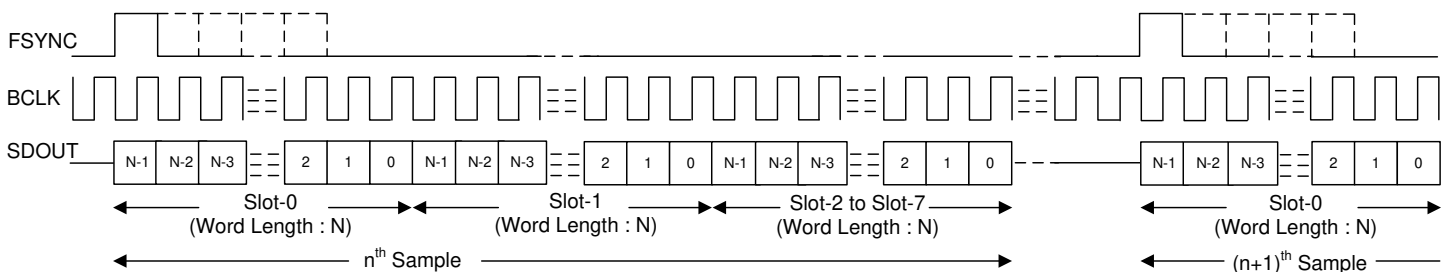 FSYNC
BCLK
SDOUT N-1 N-2 N-3 2 1 0 N-1 N-2 N-3 2 1 0 N-1 N-2 N-3 2 1 0 N-1 N-2 N-3 2 1 0
Slot-0 Slot-1 Slot-2 to Slot-7 Slot-0
(Word Length : N) (Word Length : N) (Word Length : N) (Word Length : N)
nth Sample (n+1)th Sample